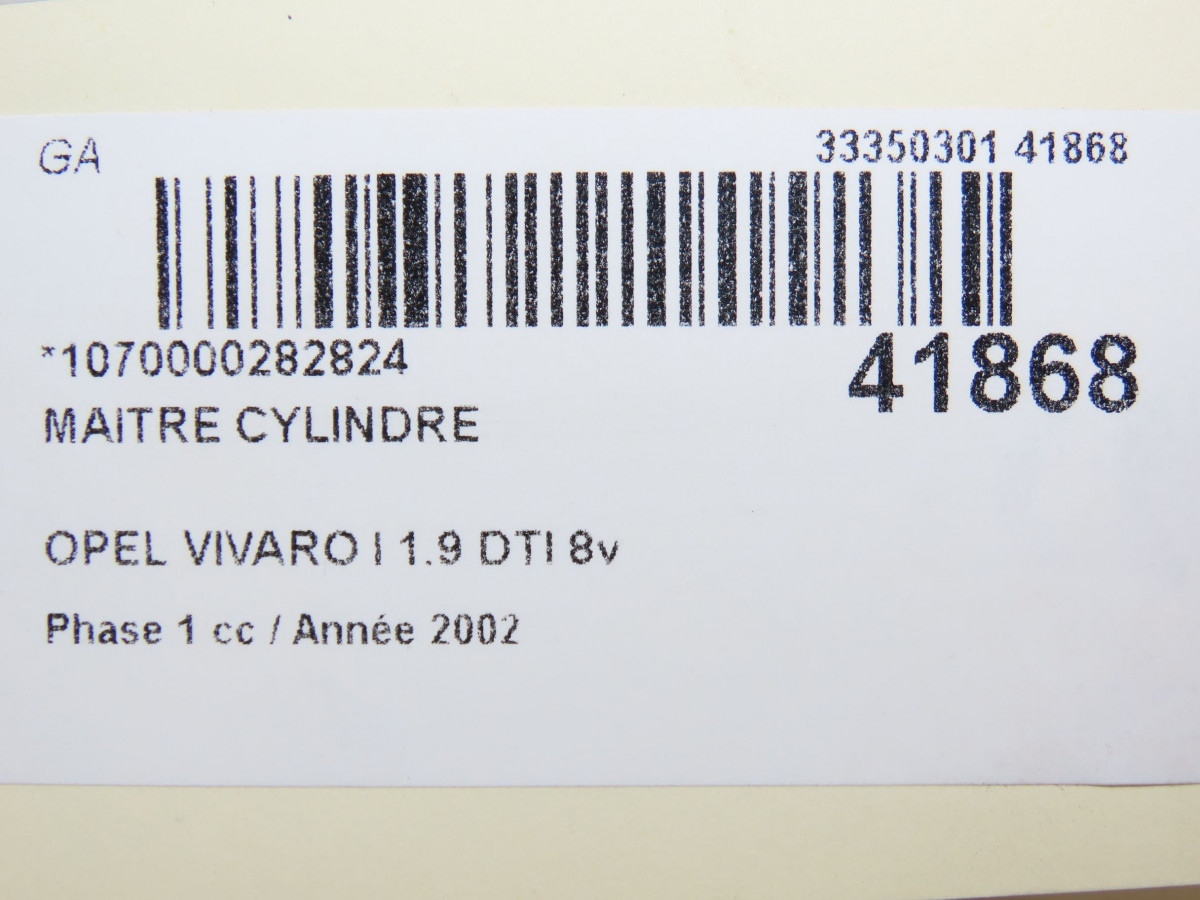 GA
33350301 41868
*1070000282824
41868
MAITRE CYLINDRE
OPEL VIVARO I 1.9 DTI 8v
Phase 1 cc / Année 2002